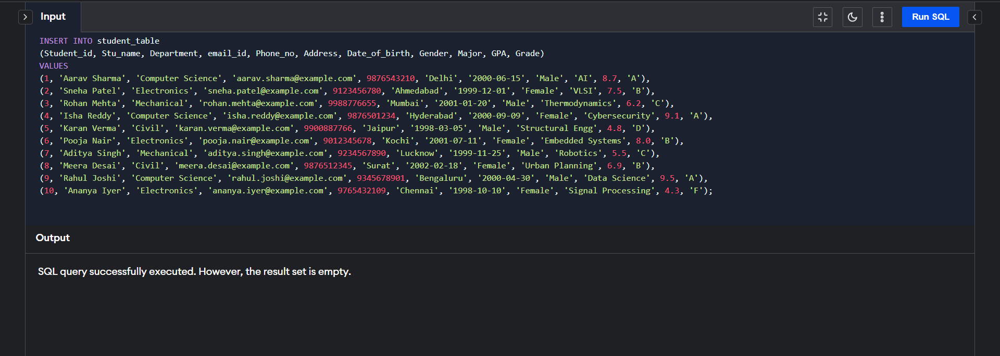 Input
Run SQL
INSERT INTO student_table
(Student_id, Stu_name, Department, email_id, Phone_no, Address, Date_of_birth, Gender, Major, GPA, Grade)
VALUES
(1, 'Aarav Sharma', 'Computer Science', 'aarav.sharma@example.com', 9876543210, 'Delhi', '2000-06-15', 'Male', 'AI', 8.7, 'A'),
(2, 'Sneha Patel', 'Electronics', 'sneha.patel@example.com', 9123456780, 'Ahmedabad', '1999-12-01', 'Female', 'VLSI', 7.5, 'B'),
(3, 'Rohan Mehta', 'Mechanical', 'rohan.mehta@example.com', 9988776655, 'Mumbai', '2001-01-20', 'Male', 'Thermodynamics', 6.2, 'C'),
(4, 'Isha Reddy', 'Computer Science', 'isha.reddy@example.com', 9876501234, 'Hyderabad', '2000-09-09', 'Female', 'Cybersecurity', 9.1, 'A'),
(5, 'Karan Verma', 'Civil', 'karan.verma@example.com', 9900887766, 'Jaipur', '1998-03-05', 'Male', 'Structural Engg', 4.8, 'D'),
(6, 'Pooja Nair', 'Electronics', 'pooja.nair@example.com', 9012345678, 'Kochi', '2001-07-11', 'Female', 'Embedded Systems', 8.0, 'B'),
(7, 'Aditya Singh', 'Mechanical', 'aditya.singh@example.com', 9234567890, 'Lucknow', '1999-11-25', 'Male', 'Robotics', 5.5, 'C'),
(8, 'Meera Desai', 'Civil', 'meera.desai@example.com', 9876512345, 'Surat', '2002-02-18', 'Female', 'Urban Planning', 6.9, 'B'),
(9, 'Rahul Joshi', 'Computer Science', 'rahul.joshi@example.com', 9345678901, 'Bengaluru', '2000-04-30', 'Male', 'Data Science', 9.5, 'A'),
(10, 'Ananya Iyer', 'Electronics', 'ananya.iyer@example.com', 9765432109, 'Chennai', '1998-10-10', 'Female', 'Signal Processing', 4.3, 'F');
Output
SQL query successfully executed. However, the result set is empty.